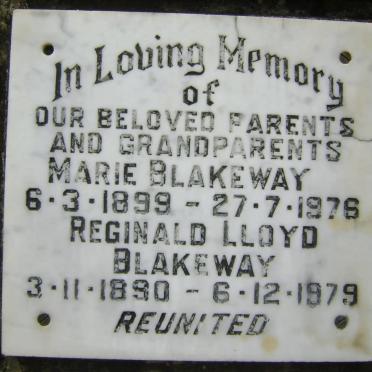 In Loving Memory
of
OUR BELOVED PARENTS
AND GRANDPARENTS
MARIE BLAKEWAY
6·3·1899 - 27·7·1976
REGINALD LLOYD
BLAKEWAY
3·11·1890 - 6·12·1979
REUNITED